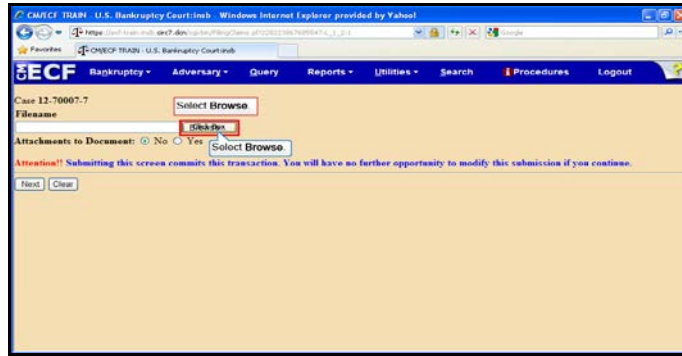 CM/ECF TRAIN - U.S. Bankruptcy Court:insb - Windows Internet Explorer provided by Yahoo!
Google
Favorites CM/ECF TRAIN - U.S. Bankruptcy Court:insb
ECF Bankruptcy Adversary Query Reports Utilities Search Procedures Logout
Case 12-70007-7
Select Browse.
Filename
Attachments to Document: No Yes
Select Browse.
Attention!! Submitting this screen commits this transaction. You will have no further opportunity to modify this submission if you continue.
Next Clear